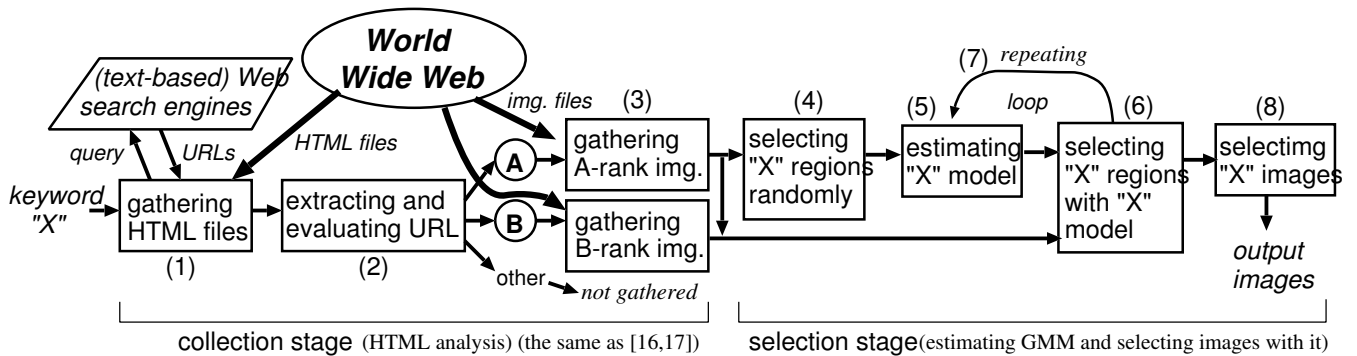 World
Wide Web
(text-based) Web
search engines
query
URLs
HTML files
img. files
keyword
"X"
gathering
HTML files
(1)
extracting and
evaluating URL
(2)
A
B
other
not gathered
(3)
gathering
A-rank img.
gathering
B-rank img.
(4)
selecting
"X" regions
randomly
(5)
estimating
"X" model
(7)
repeating
loop
(6)
selecting
"X" regions
with "X"
model
(8)
selectimg
"X" images
output
images
collection stage (HTML analysis) (the same as [16,17])
selection stage (estimating GMM and selecting images with it)